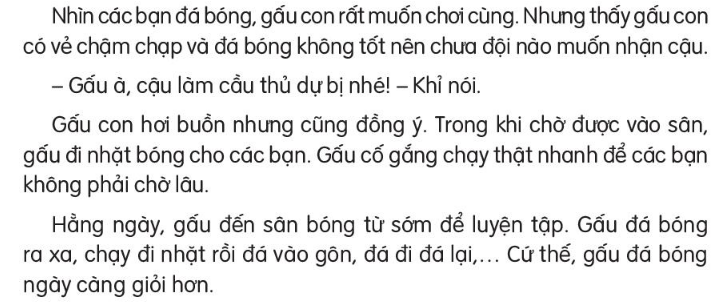 Nhìn các bạn đá bóng, gấu con rất muốn chơi cùng. Nhưng thấy gấu con
có vẻ chậm chạp và đá bóng không tốt nên chưa đội nào muốn nhận cậu.
– Gấu à, cậu làm cầu thủ dự bị nhé! – Khỉ nói.
Gấu con hơi buồn nhưng cũng đồng ý. Trong khi chờ được vào sân,
gấu đi nhặt bóng cho các bạn. Gấu cố gắng chạy thật nhanh để các bạn
không phải chờ lâu.
Hằng ngày, gấu đến sân bóng từ sớm để luyện tập. Gấu đá bóng
ra xa, chạy đi nhặt rồi đá vào gôn, đá đi đá lại,... Cứ thế, gấu đá bóng
ngày càng giỏi hơn.